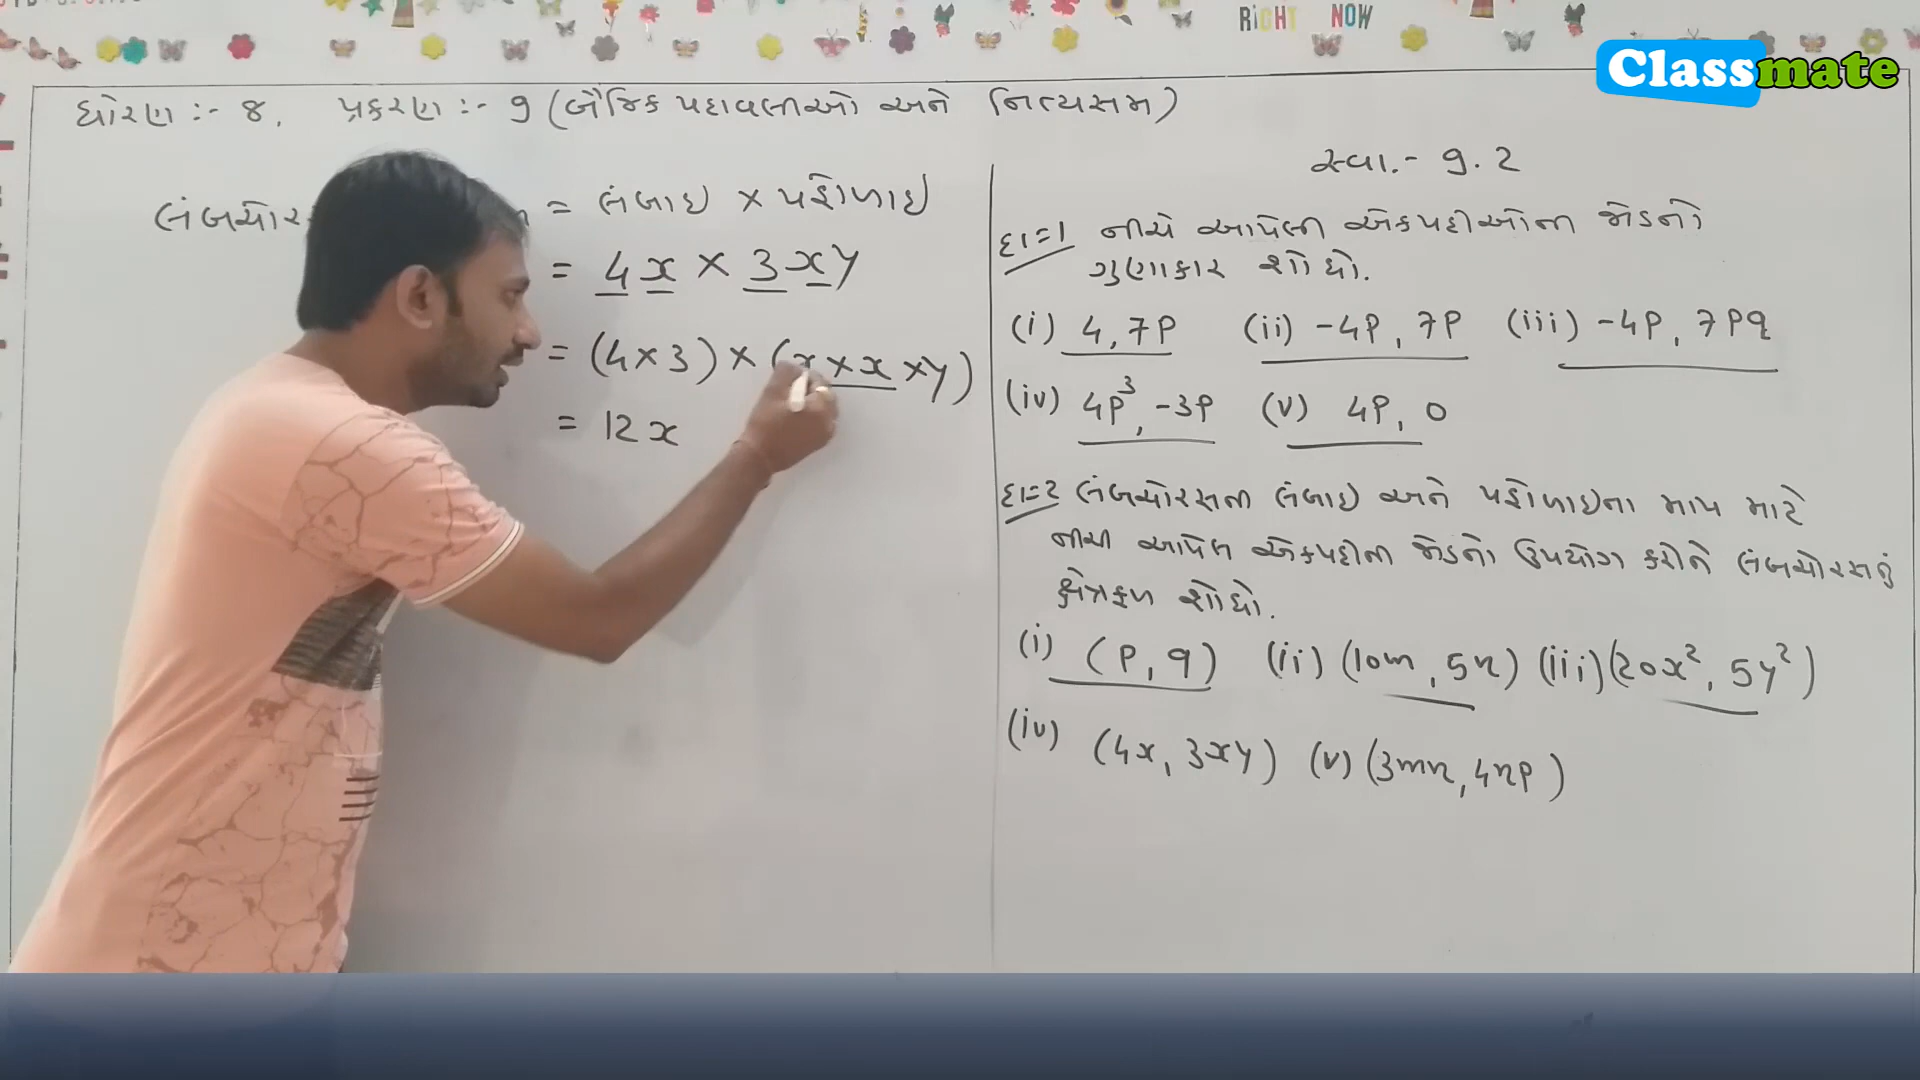 RIGHT NOW
Classmate
ધોરણ :- ૪, પ્રકરણ :- 9 (બૈજિક પદાવલીઓ અને નિત્યસમ)
= લંબાઇ × પહોળાઇ
= 4x × 3xy
= (4×3) × (x × x × y)
= 12x
સ્વા.- 9.2
દા=1 નીચે આપેલી એકપદીઓના જોડનો
ગુણાકાર શોધો.
(i) 4, 7P (ii) -4P, 7P (iii) -4P, 7Pq
(iv) 4P³, -3P (v) 4P, 0
દા=2 લંબચોરસના લંબાઇ અને પહોળાઇના માપ માટે
નીચે આપેલ એકપદીના જોડનો ઉપયોગ કરીને લંબચોરસનું
ક્ષેત્રફળ શોધો.
(i) (P, q) (ii) (10m, 5n) (iii) (20x², 5y²)
(iv) (4x, 3xy) (v) (3mn, 4np)